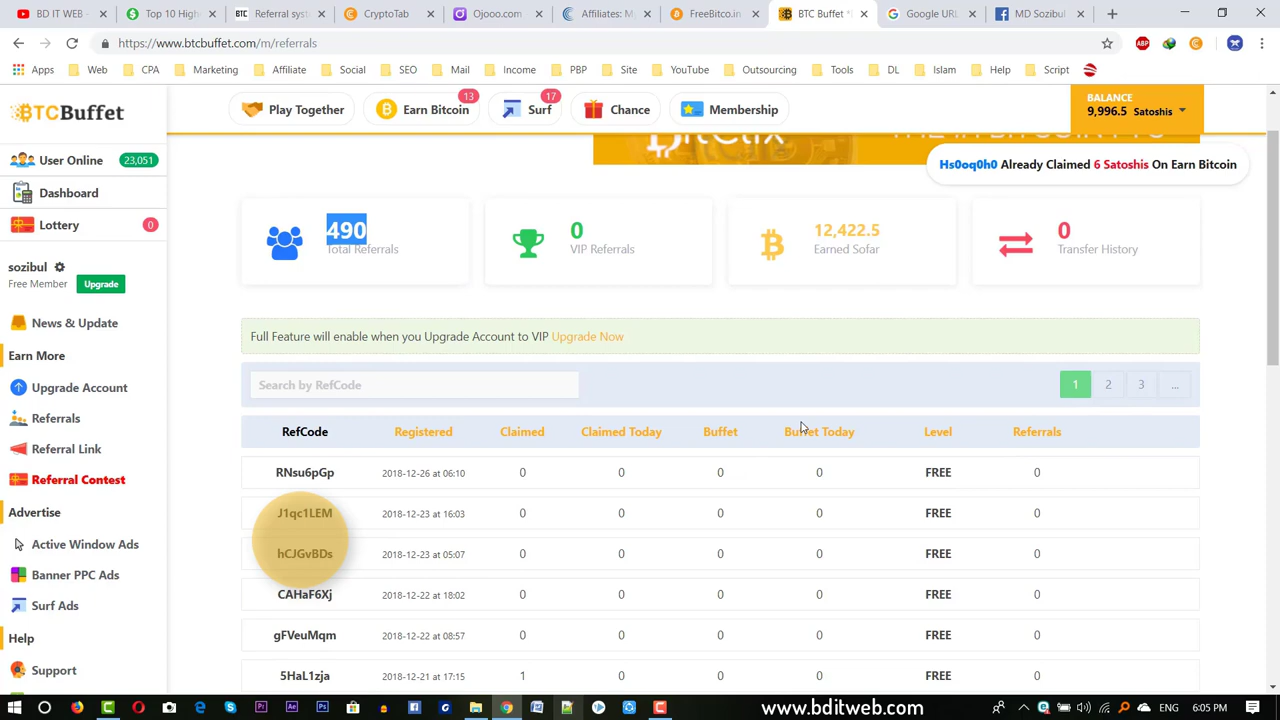 BD IT WEB -
Top 10 High
BTC Referral syst
CryptoTab
Ojooo.com
Affiliates: My
FreeBitco.in
BTC Buffet *
Google URL
MD Sozibul
https://www.btcbuffet.com/m/referrals
ABP
Apps Web CPA Marketing Affiliate Social SEO Mail Income PBP Site YouTube Outsourcing Tools DL Islam Help Script
BTCBuffet
Play Together
Earn Bitcoin 13
Surf 17
Chance
Membership
BALANCE
9,996.5 Satoshis
User Online 23,051
Hs0oq0h0 Already Claimed 6 Satoshis On Earn Bitcoin
Dashboard
Lottery 0
490
Total Referrals
0
VIP Referrals
12,422.5
Earned Sofar
0
Transfer History
sozibul
Free Member Upgrade
News & Update
Earn More
Upgrade Account
Referrals
Referral Link
Referral Contest
Advertise
Active Window Ads
Banner PPC Ads
Surf Ads
Help
Support
Full Feature will enable when you Upgrade Account to VIP Upgrade Now
Search by RefCode
1 2 3 ...
RefCode Registered Claimed Claimed Today Buffet Buffet Today Level Referrals
RNsu6pGp 2018-12-26 at 06:10 0 0 0 0 FREE 0
J1qc1LEM 2018-12-23 at 16:03 0 0 0 0 FREE 0
hCJGvBDs 2018-12-23 at 05:07 0 0 0 0 FREE 0
CAHaF6Xj 2018-12-22 at 18:02 0 0 0 0 FREE 0
gFVeuMqm 2018-12-22 at 08:57 0 0 0 0 FREE 0
5HaL1zja 2018-12-21 at 17:15 1 0 0 0 FREE 0
www.bditweb.com
ENG 6:05 PM